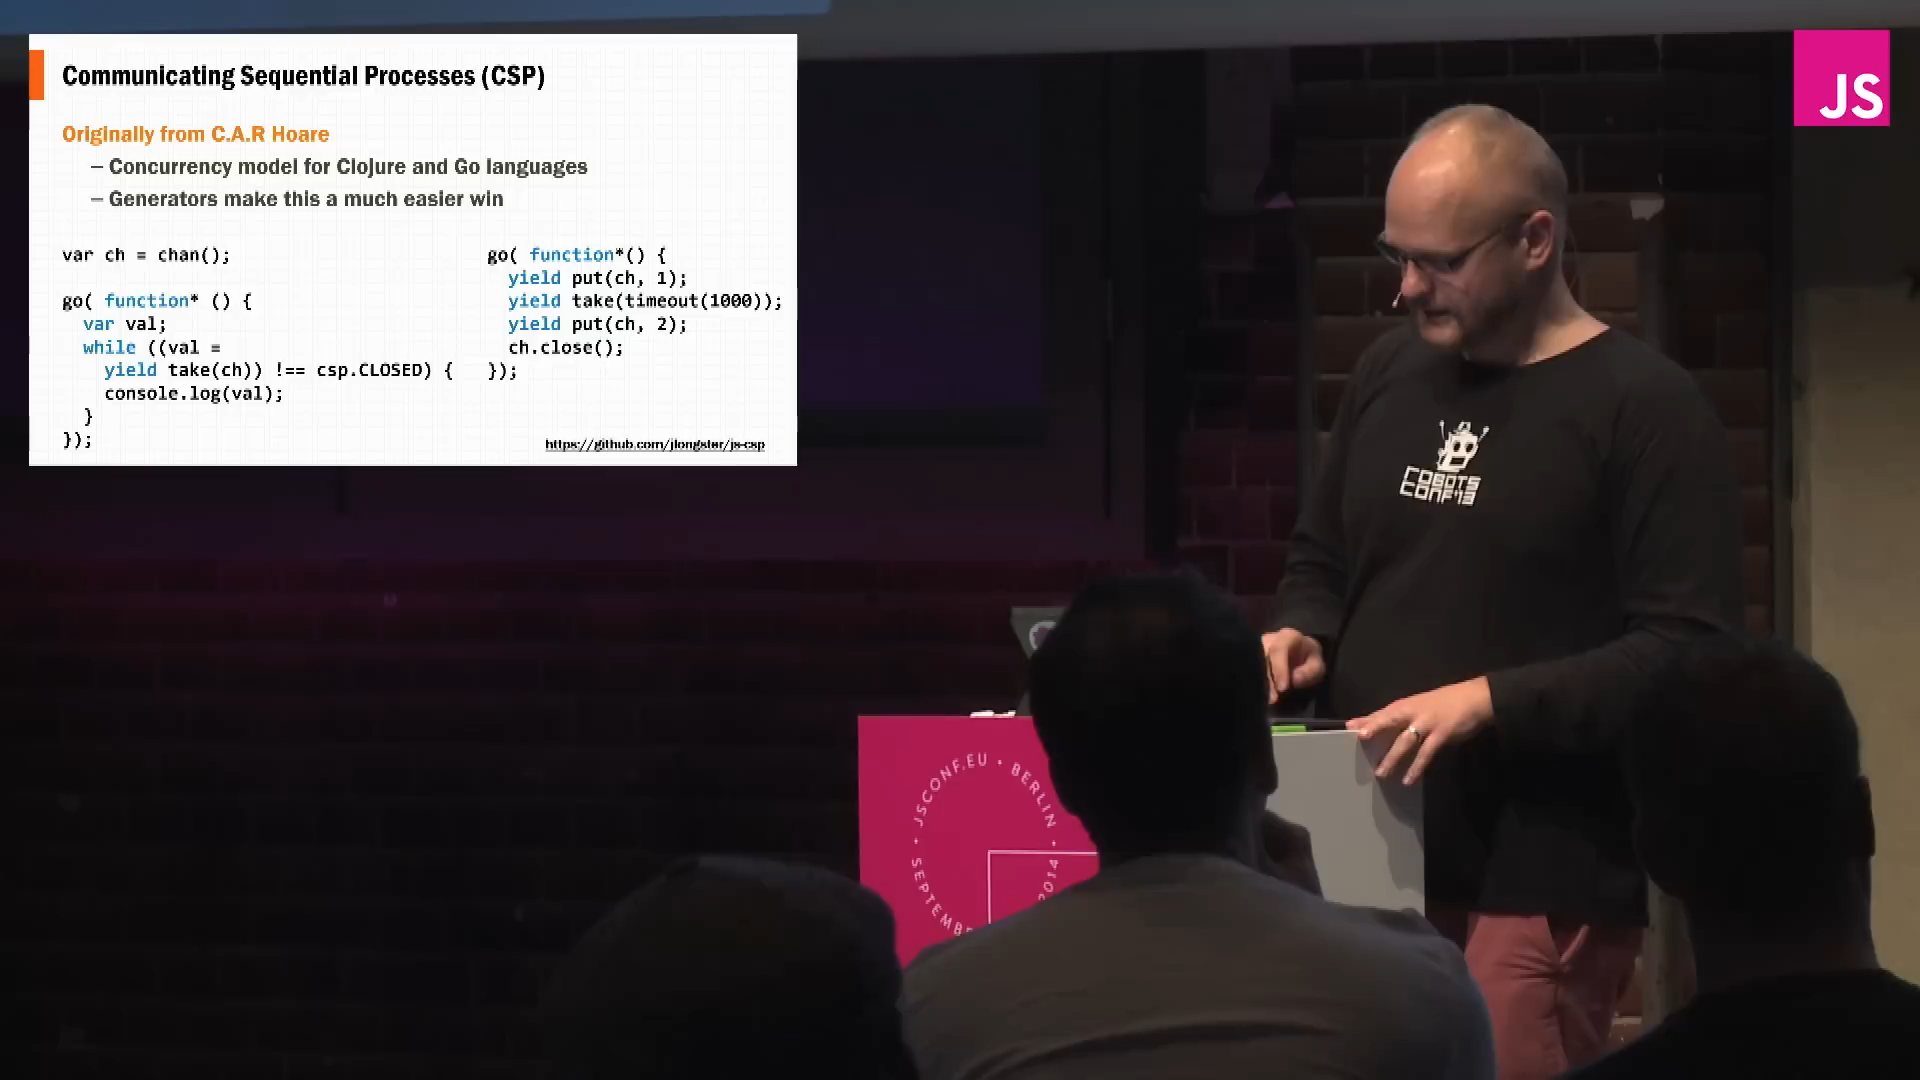 Communicating Sequential Processes (CSP)
Originally from C.A.R Hoare
– Concurrency model for Clojure and Go languages
– Generators make this a much easier win
var ch = chan();
go( function* () {
var val;
while ((val =
yield take(ch)) !== csp.CLOSED) {
console.log(val);
}
});
go( function*() {
yield put(ch, 1);
yield take(timeout(1000));
yield put(ch, 2);
ch.close();
});
https://github.com/jlongster/js-csp
JS
ROBOTS
CONF'13
JSCONF.EU • BERLIN • 2014